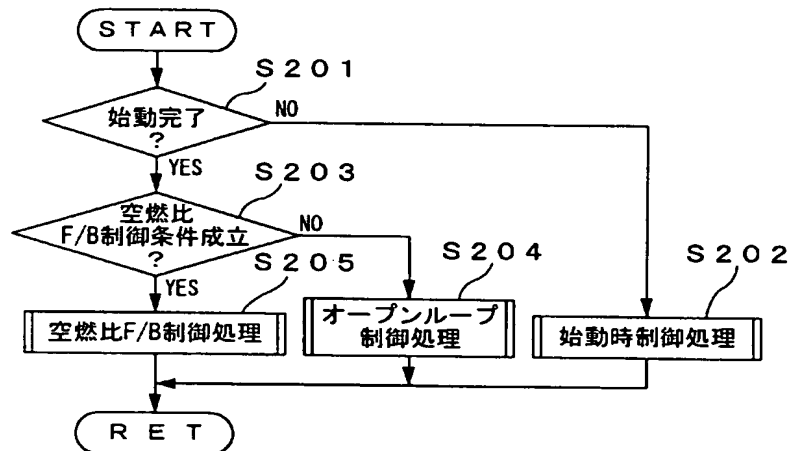 START
S201
始動完了
?
NO
YES
S203
空燃比
F/B制御条件成立
?
NO
YES
S205
空燃比F/B制御処理
S204
オープンループ
制御処理
S202
始動時制御処理
RET